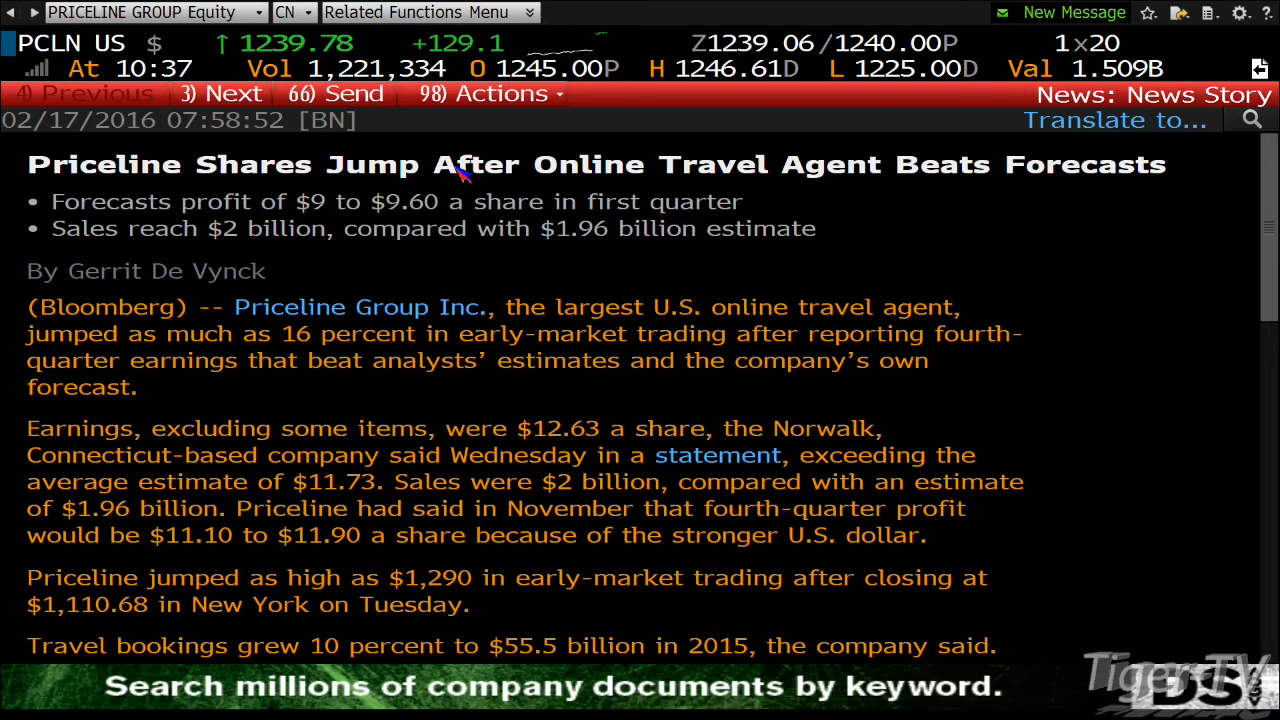 PRICELINE GROUP Equity CN Related Functions Menu New Message
PCLN US $ ↑ 1239.78 +129.1 Z1239.06/1240.00P 1x20
At 10:37 Vol 1,221,334 O 1245.00P H 1246.61D L 1225.00D Val 1.509B
4) Previous 3) Next 66) Send 98) Actions News: News Story
02/17/2016 07:58:52 [BN] Translate to...
Priceline Shares Jump After Online Travel Agent Beats Forecasts
• Forecasts profit of $9 to $9.60 a share in first quarter
• Sales reach $2 billion, compared with $1.96 billion estimate
By Gerrit De Vynck
(Bloomberg) -- Priceline Group Inc., the largest U.S. online travel agent,
jumped as much as 16 percent in early-market trading after reporting fourth-
quarter earnings that beat analysts’ estimates and the company’s own
forecast.
Earnings, excluding some items, were $12.63 a share, the Norwalk,
Connecticut-based company said Wednesday in a statement, exceeding the
average estimate of $11.73. Sales were $2 billion, compared with an estimate
of $1.96 billion. Priceline had said in November that fourth-quarter profit
would be $11.10 to $11.90 a share because of the stronger U.S. dollar.
Priceline jumped as high as $1,290 in early-market trading after closing at
$1,110.68 in New York on Tuesday.
Travel bookings grew 10 percent to $55.5 billion in 2015, the company said.
Search millions of company documents by keyword.
Tiger-TV